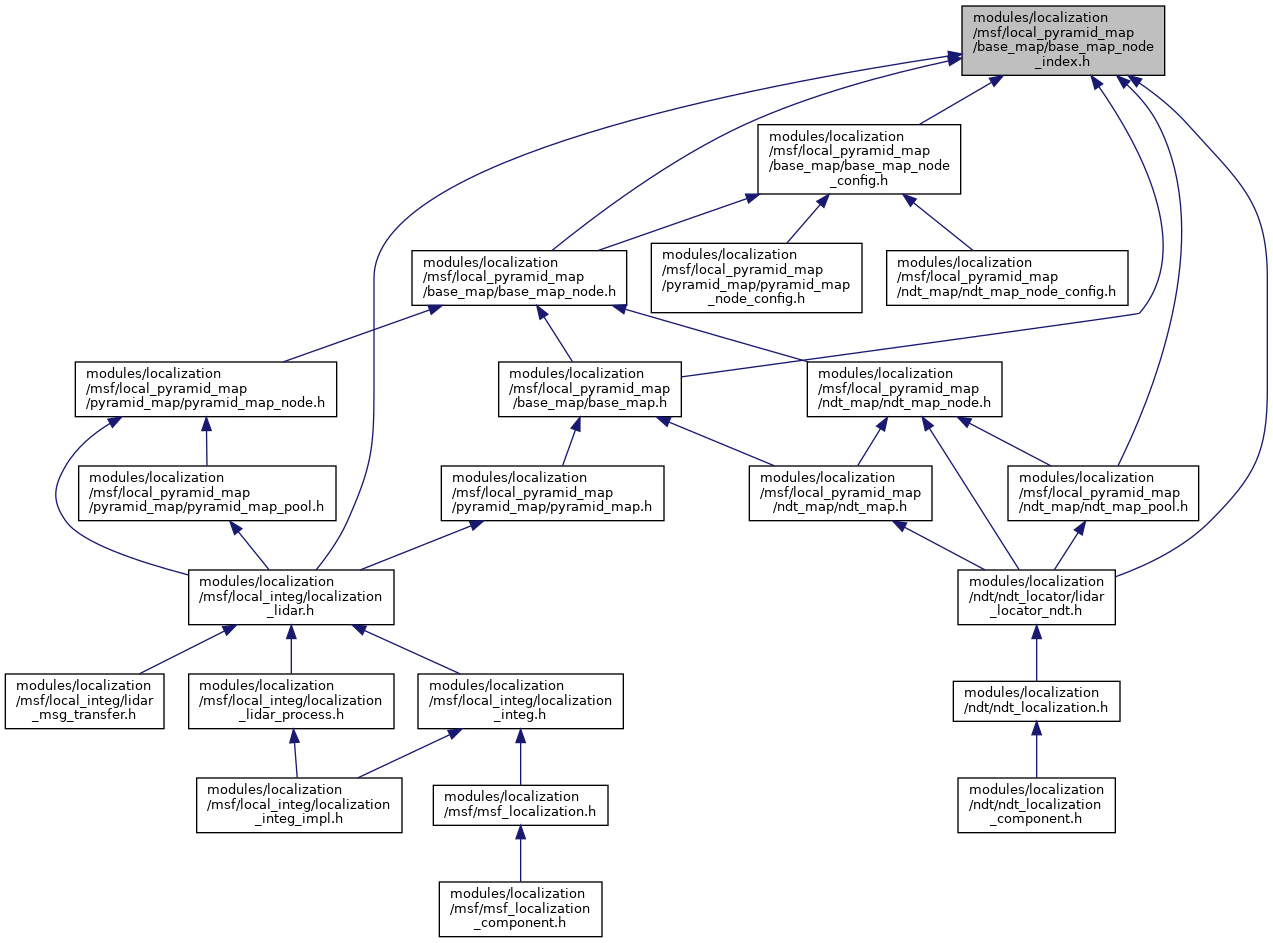 modules/localization
/msf/local_pyramid_map
/base_map/base_map_node
_index.h
modules/localization
/msf/local_pyramid_map
/base_map/base_map_node
_config.h
modules/localization
/msf/local_pyramid_map
/base_map/base_map_node.h
modules/localization
/msf/local_pyramid_map
/pyramid_map/pyramid_map
_node_config.h
modules/localization
/msf/local_pyramid_map
/ndt_map/ndt_map_node_config.h
modules/localization
/msf/local_pyramid_map
/pyramid_map/pyramid_map_node.h
modules/localization
/msf/local_pyramid_map
/base_map/base_map.h
modules/localization
/msf/local_pyramid_map
/ndt_map/ndt_map_node.h
modules/localization
/msf/local_pyramid_map
/pyramid_map/pyramid_map_pool.h
modules/localization
/msf/local_pyramid_map
/pyramid_map/pyramid_map.h
modules/localization
/msf/local_pyramid_map
/ndt_map/ndt_map.h
modules/localization
/msf/local_pyramid_map
/ndt_map/ndt_map_pool.h
modules/localization
/msf/local_integ/localization
_lidar.h
modules/localization
/ndt/ndt_locator/lidar
_locator_ndt.h
modules/localization
/msf/local_integ/lidar
_msg_transfer.h
modules/localization
/msf/local_integ/localization
_lidar_process.h
modules/localization
/msf/local_integ/localization
_integ.h
modules/localization
/ndt/ndt_localization.h
modules/localization
/msf/local_integ/localization
_integ_impl.h
modules/localization
/msf/msf_localization.h
modules/localization
/ndt/ndt_localization
_component.h
modules/localization
/msf/msf_localization
_component.h